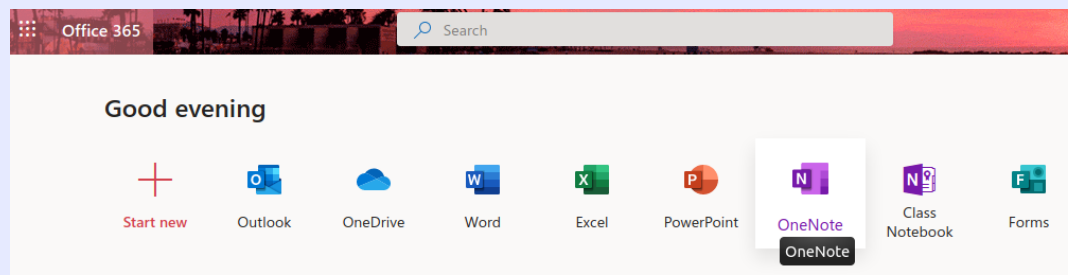 Office 365
Search
Good evening
Start new
Outlook
OneDrive
Word
Excel
PowerPoint
OneNote
Class
Notebook
Forms
OneNote